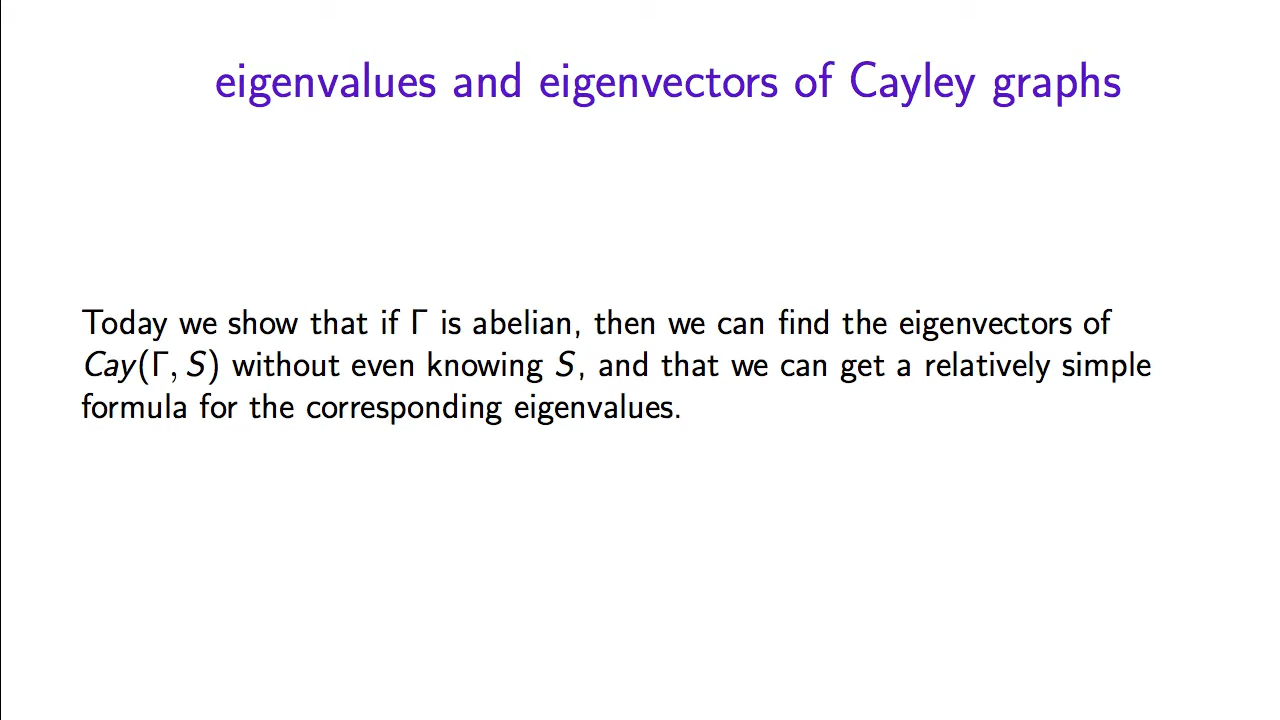 eigenvalues and eigenvectors of Cayley graphs
Today we show that if Γ is abelian, then we can find the eigenvectors of
Cay(Γ, S) without even knowing S, and that we can get a relatively simple
formula for the corresponding eigenvalues.